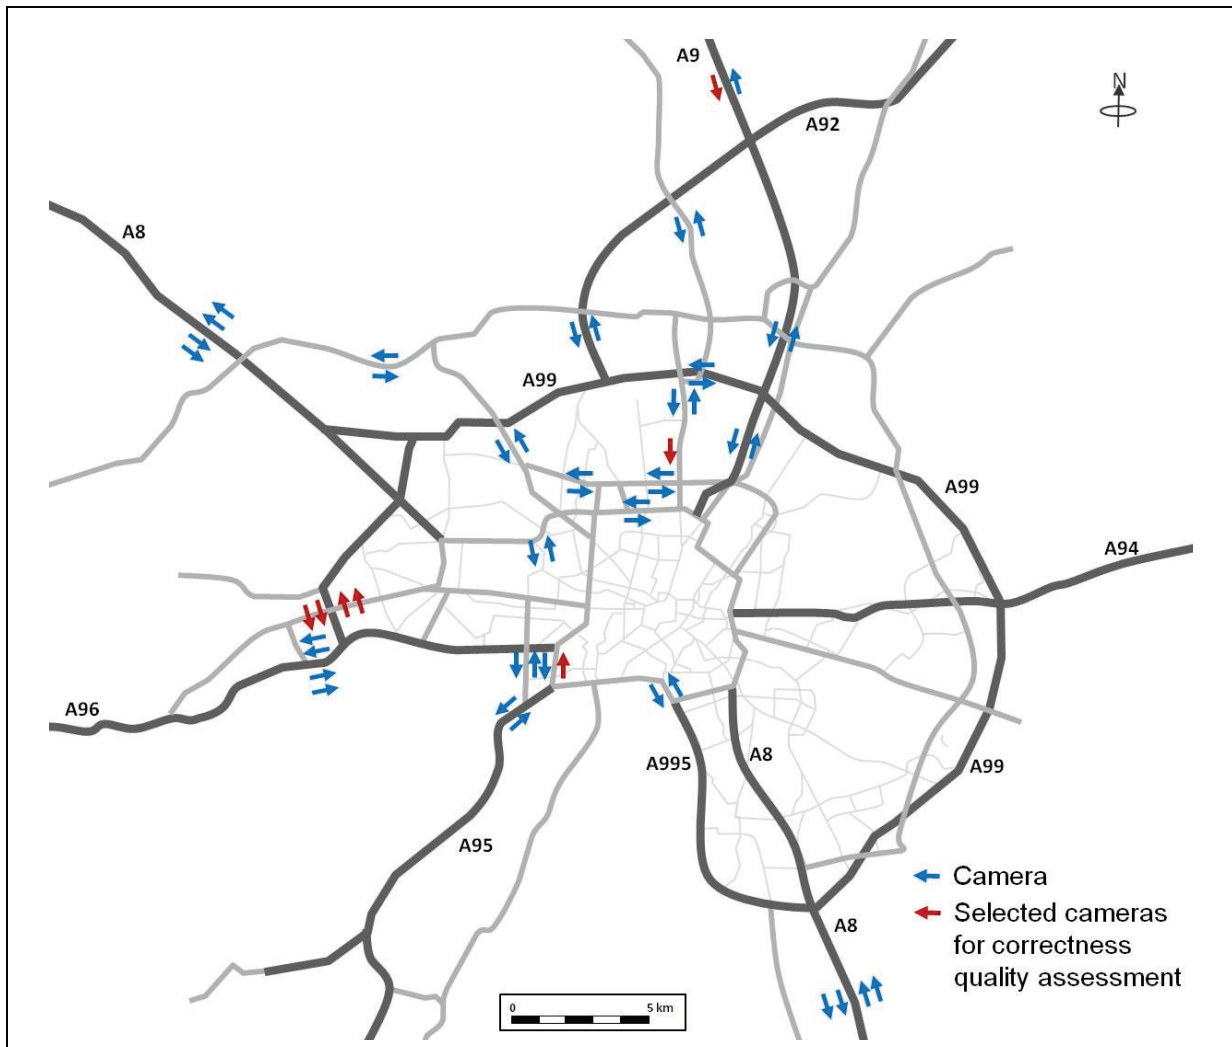 A9
N
A92
A8
A99
A99
A94
A96
A995
A8
A99
A95
Camera
Selected cameras
for correctness
quality assessment
A8
0
5 km